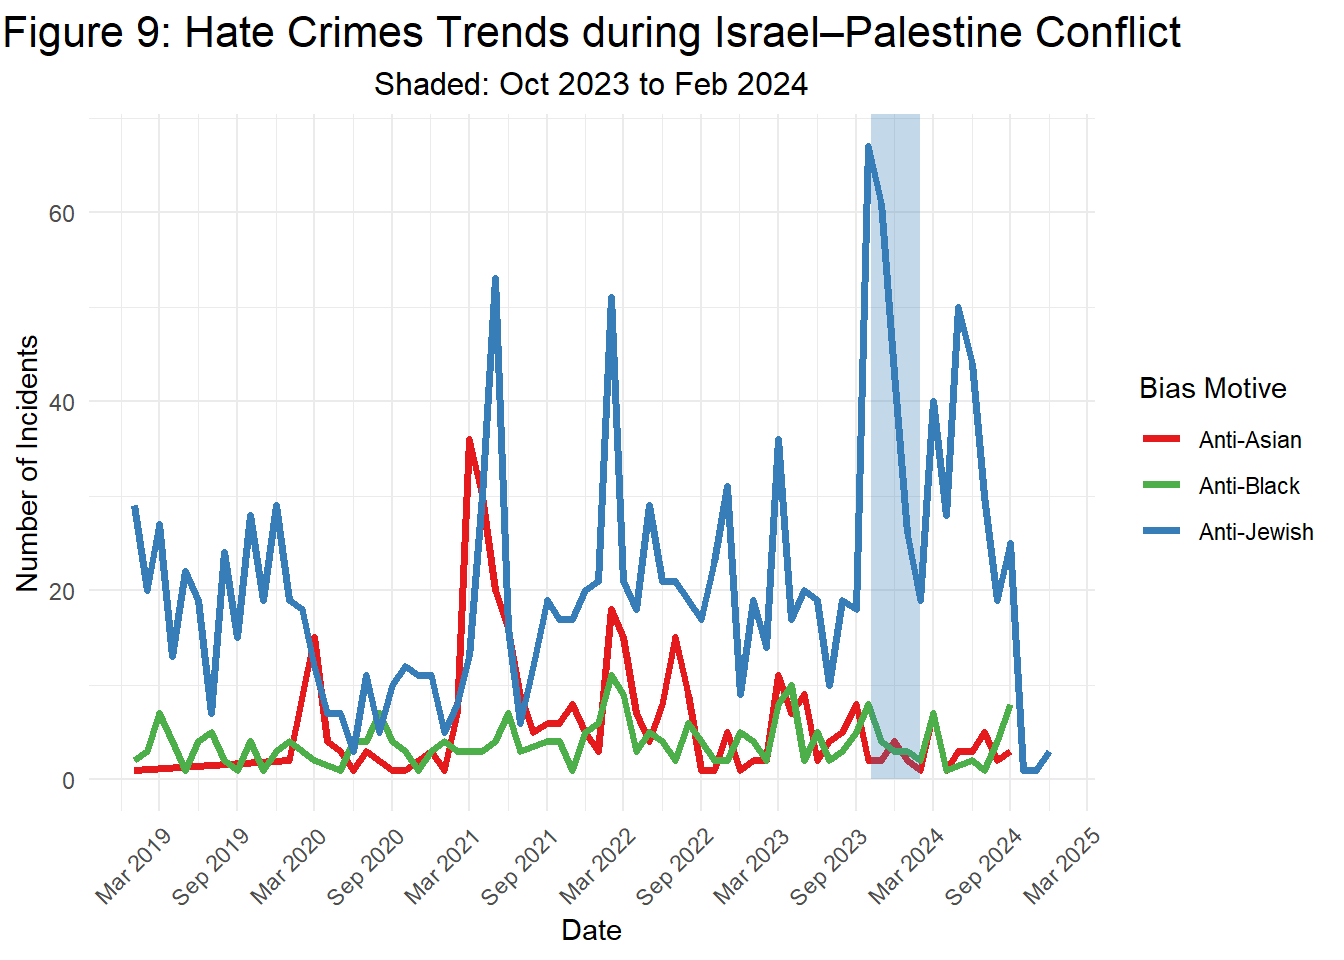 Figure 9: Hate Crimes Trends during Israel–Palestine Conflict
Shaded: Oct 2023 to Feb 2024
Number of Incidents
60
40
20
0
Mar 2019
Sep 2019
Mar 2020
Sep 2020
Mar 2021
Sep 2021
Mar 2022
Sep 2022
Mar 2023
Sep 2023
Mar 2024
Sep 2024
Mar 2025
Date
Bias Motive
Anti-Asian
Anti-Black
Anti-Jewish